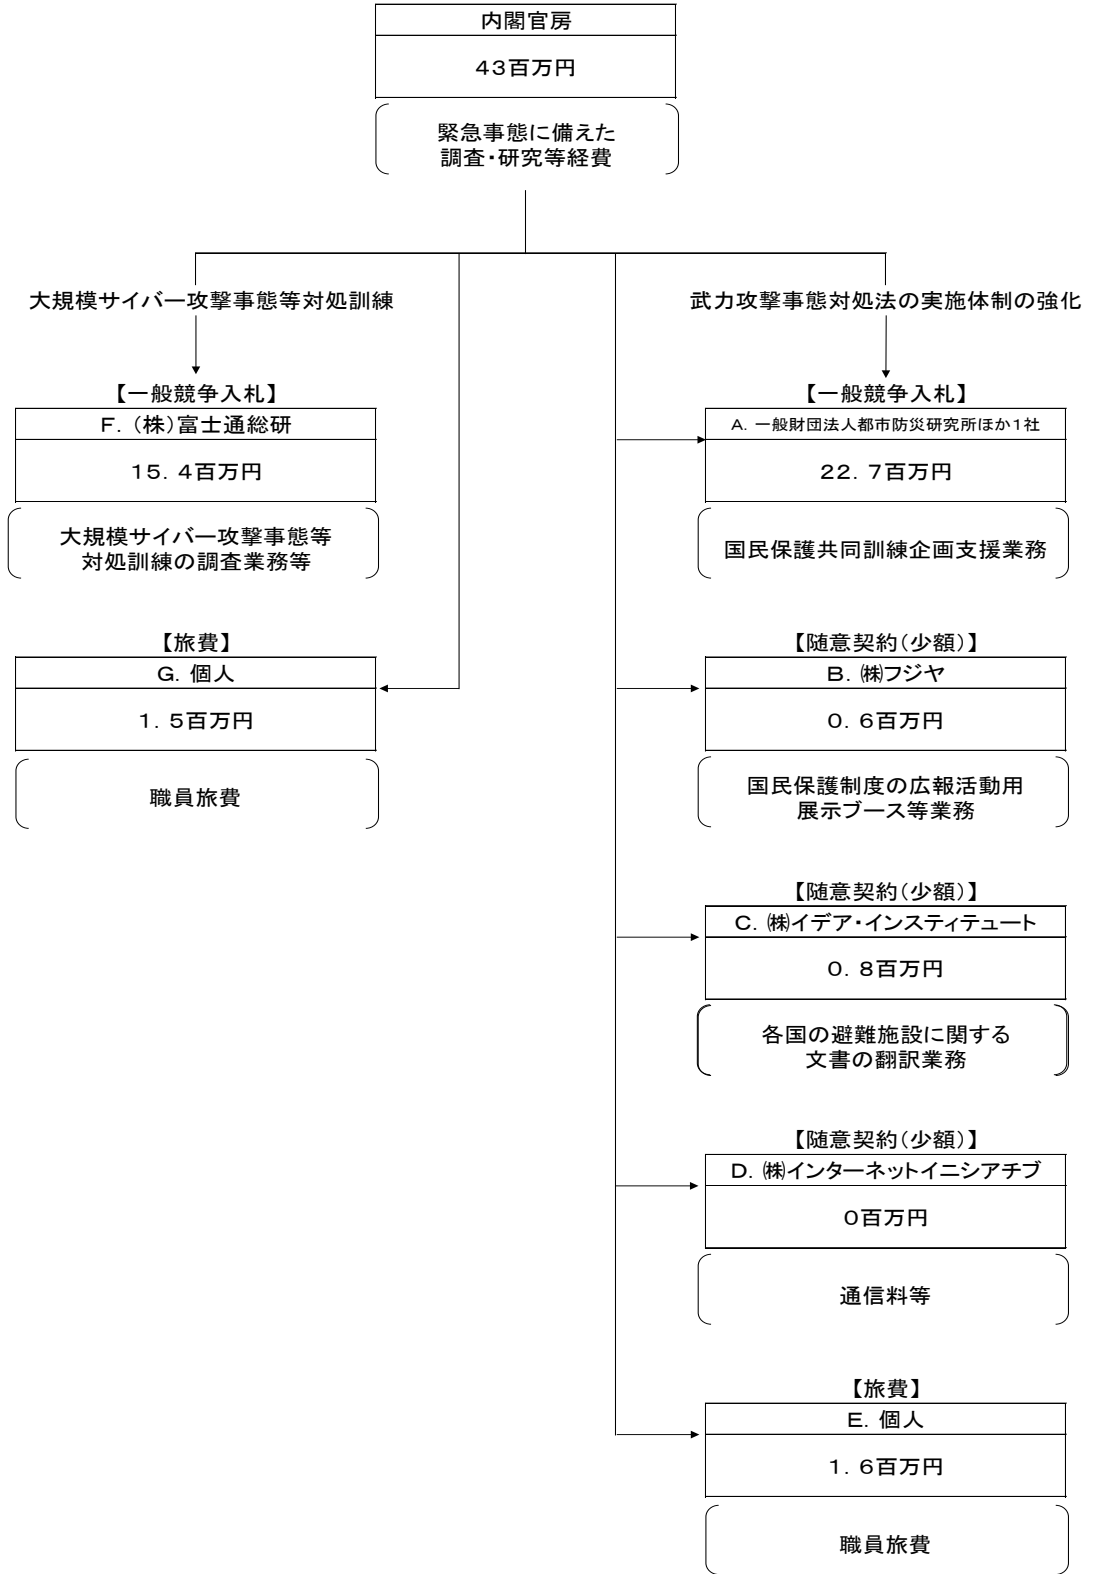 内閣官房
43百万円
緊急事態に備えた
調査・研究等経費
大規模サイバー攻撃事態等対処訓練
【一般競争入札】
F. (株)富士通総研
15. 4百万円
大規模サイバー攻撃事態等
対処訓練の調査業務等
【旅費】
G. 個人
1. 5百万円
職員旅費
武力攻撃事態対処法の実施体制の強化
【一般競争入札】
A. 一般財団法人都市防災研究所ほか1社
22. 7百万円
国民保護共同訓練企画支援業務
【随意契約(少額)】
B. ㈱フジヤ
0. 6百万円
国民保護制度の広報活動用
展示ブース等業務
【随意契約(少額)】
C. ㈱イデア・インスティテュート
0. 8百万円
各国の避難施設に関する
文書の翻訳業務
【随意契約(少額)】
D. ㈱インターネットイニシアチブ
0百万円
通信料等
【旅費】
E. 個人
1. 6百万円
職員旅費